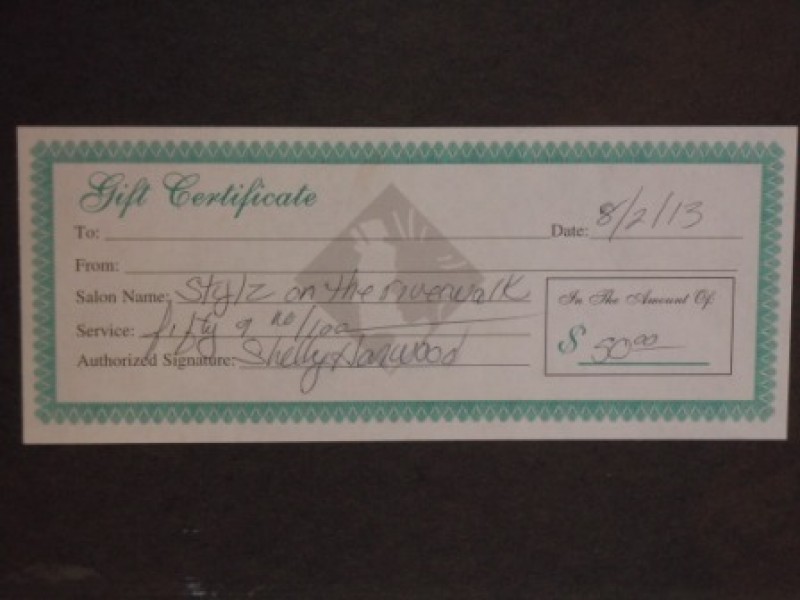 Gift Certificate
To:
Date: 8/2/13
From:
Salon Name: Stylz on the riverwalk
In The Amount Of:
Service: fifty & no/100
$ 50.00
Authorized Signature: Shelly Harwood